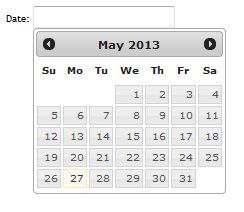 Date:
May 2013
Su Mo Tu We Th Fr Sa
1 2 3 4
5 6 7 8 9 10 11
12 13 14 15 16 17 18
19 20 21 22 23 24 25
26 27 28 29 30 31